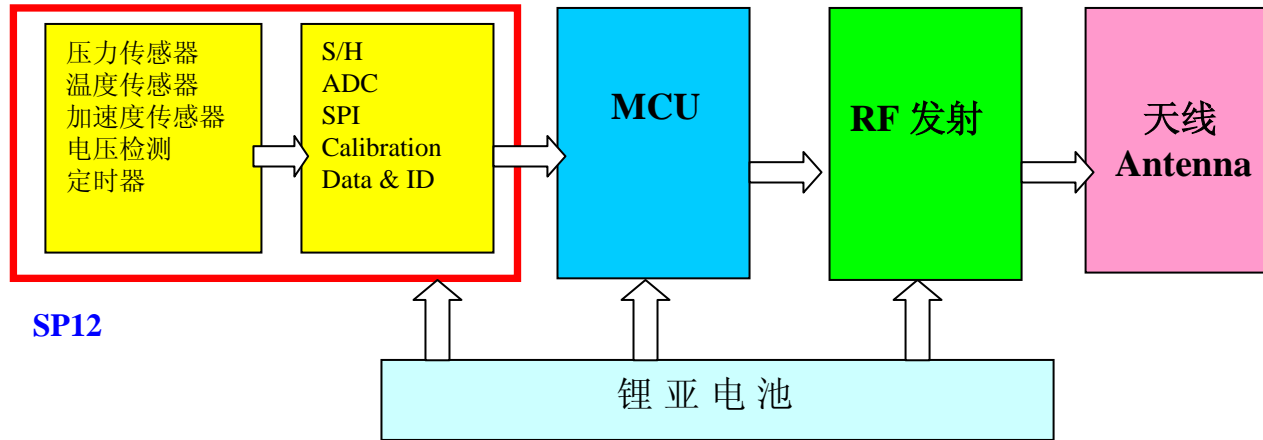 压力传感器
温度传感器
加速度传感器
电压检测
定时器
S/H
ADC
SPI
Calibration
Data & ID
MCU
RF 发射
天线
Antenna
SP12
锂 亚 电 池